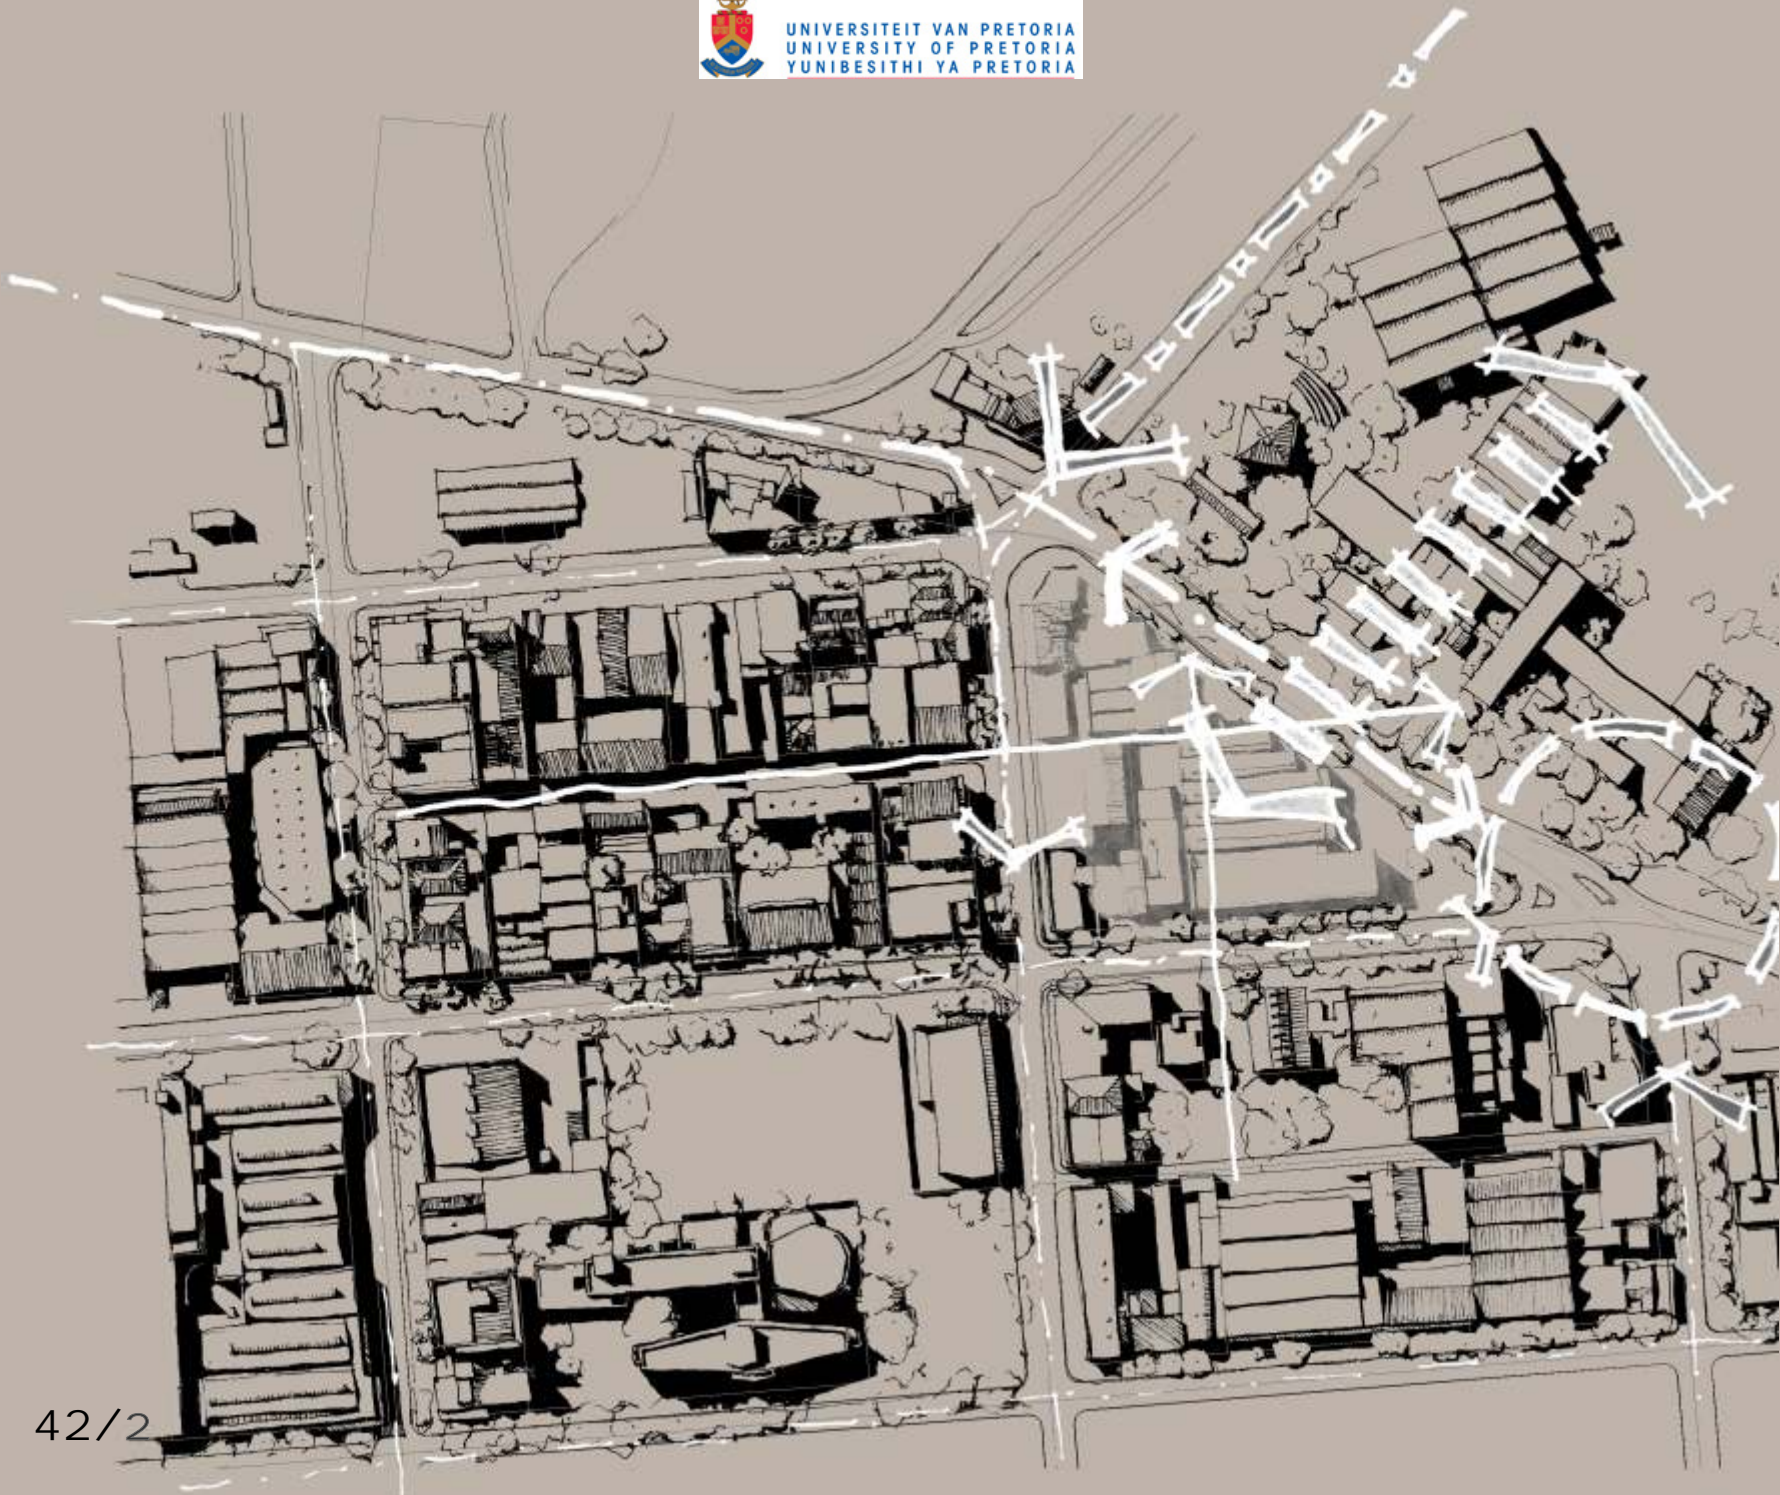 UNIVERSITEIT VAN PRETORIA
UNIVERSITY OF PRETORIA
YUNIBESITHI YA PRETORIA
42/2